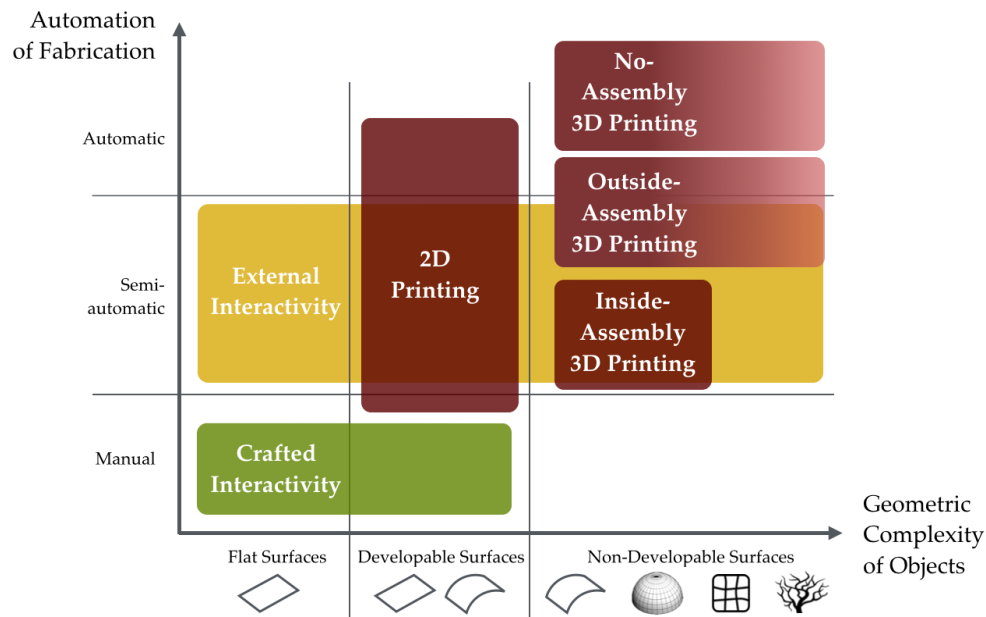 Automation
of Fabrication
Automatic
Semi-
automatic
Manual
No-
Assembly
3D Printing
Outside-
Assembly
3D Printing
External
Interactivity
2D
Printing
Inside-
Assembly
3D Printing
Crafted
Interactivity
Geometric
Complexity
of Objects
Flat Surfaces
Developable Surfaces
Non-Developable Surfaces